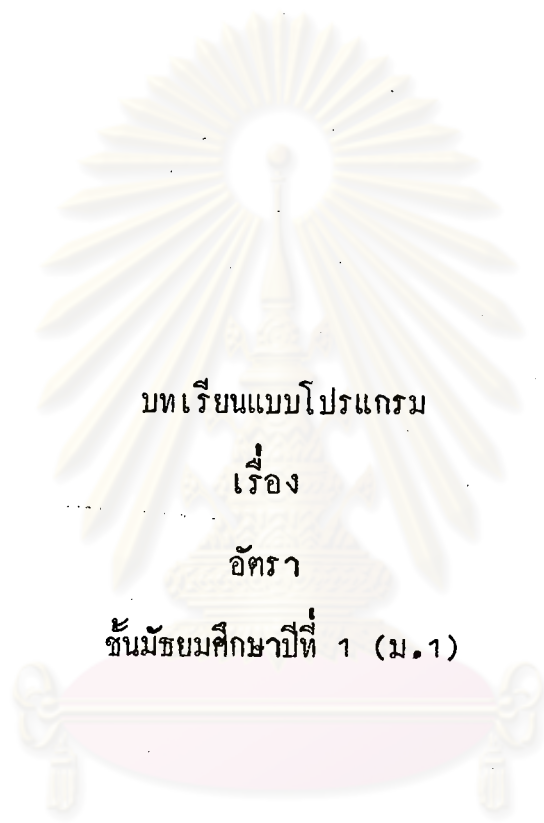 บทเรียนแบบโปรแกรม
เรื่อง
อัตรา
ชั้นมัธยมศึกษาปีที่ 1 (ม.1)